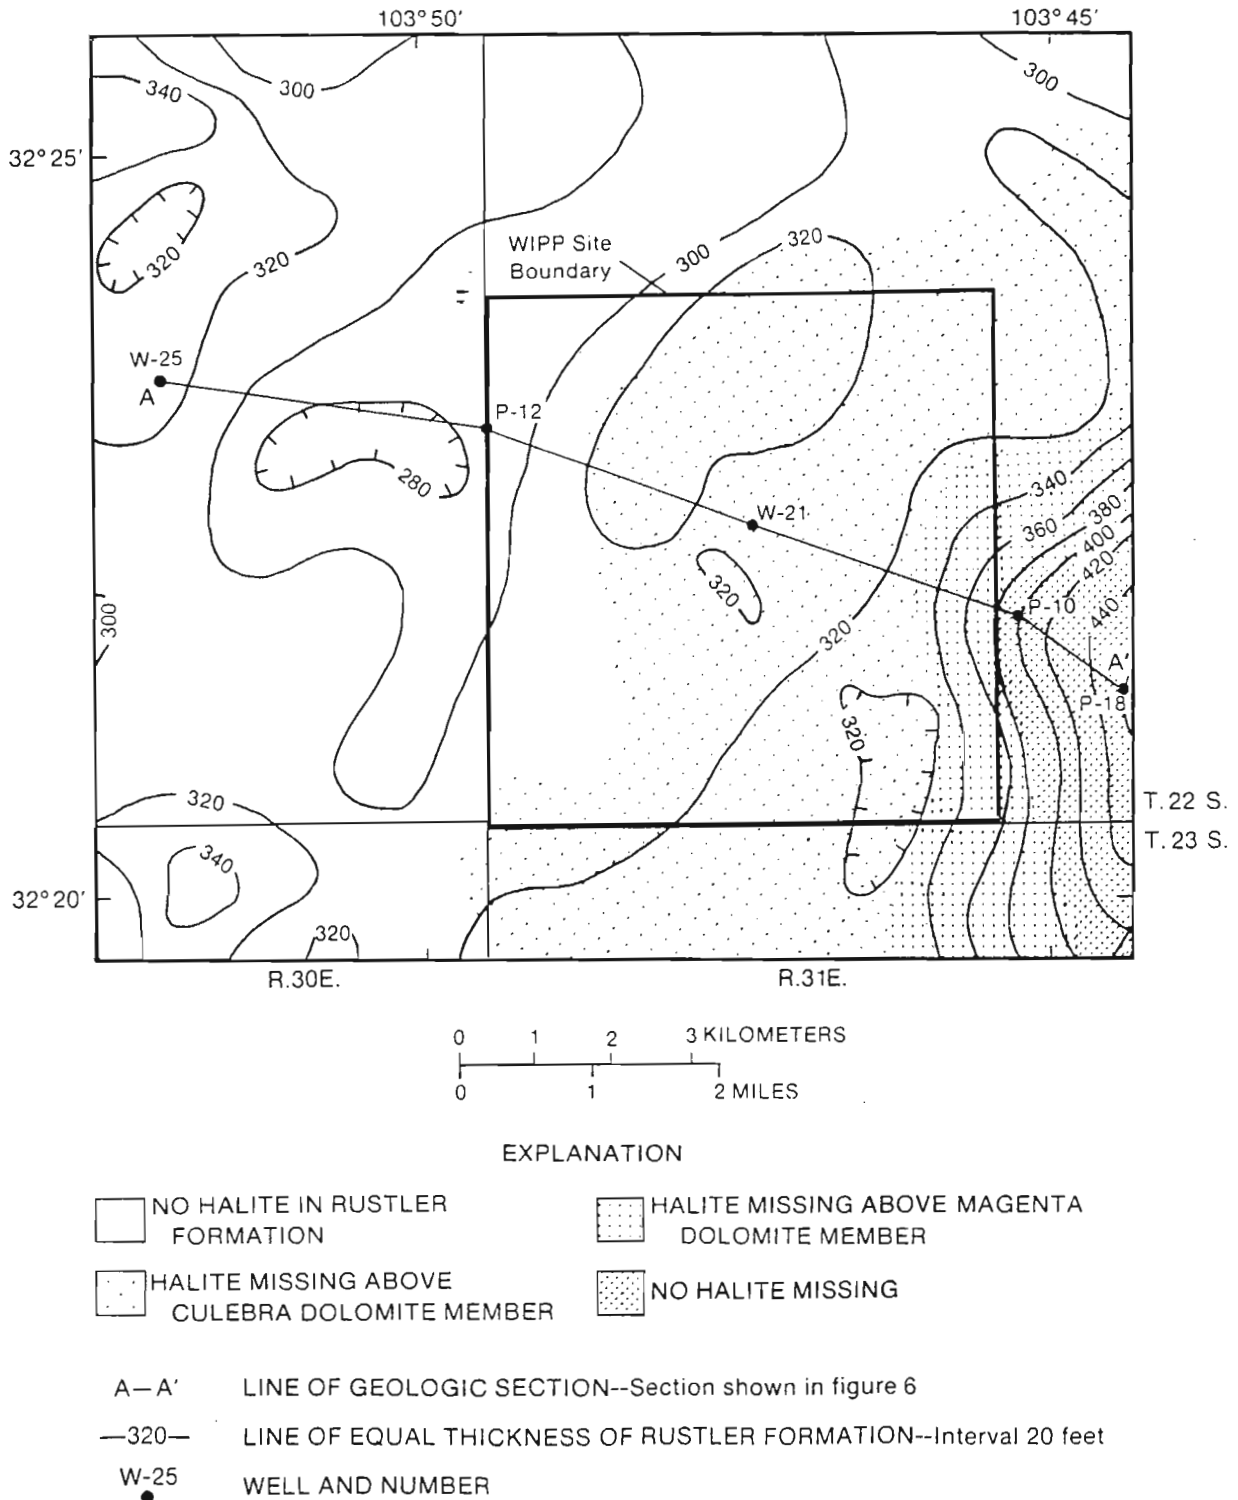 103° 50'
103° 45'
340
300
300
32° 25'
320
320
WIPP Site
Boundary
300
320
W-25
A
P-12
280
340
360
380
400
420
W-21
320
P-10
440
300
320
A'
P-18
320
320
T. 22 S.
T. 23 S.
340
32° 20'
320
R.30E.
R.31E.
0 1 2 3 KILOMETERS
0 1 2 MILES
EXPLANATION
NO HALITE IN RUSTLER
FORMATION
HALITE MISSING ABOVE MAGENTA
DOLOMITE MEMBER
HALITE MISSING ABOVE
CULEBRA DOLOMITE MEMBER
NO HALITE MISSING
A—A' LINE OF GEOLOGIC SECTION--Section shown in figure 6
—320— LINE OF EQUAL THICKNESS OF RUSTLER FORMATION--Interval 20 feet
W-25
WELL AND NUMBER